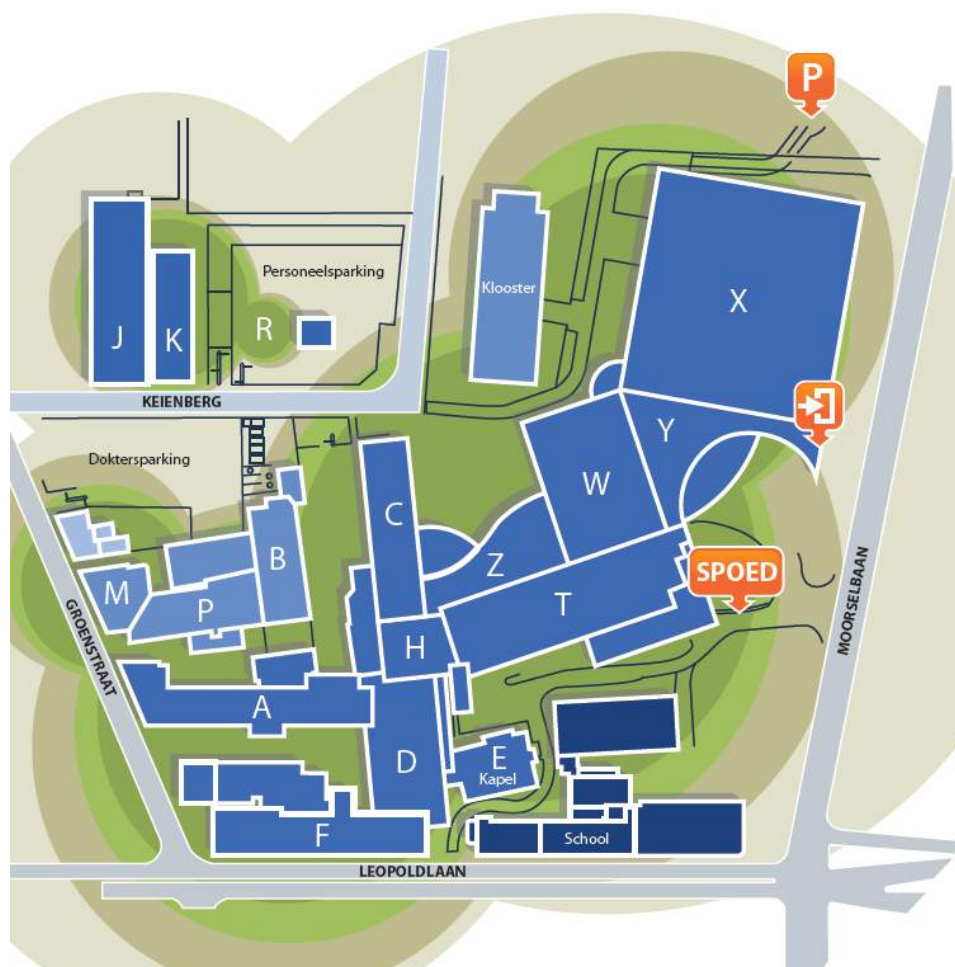 P
Personeelsparking
Klooster
X
J
K
R
KEIENBERG
Y
Doktersparking
W
C
B
Z
M
P
T
SPOED
MOORSELBAAN
GROENSTRAAT
H
A
D
E
Kapel
F
School
LEOPOLDLAAN